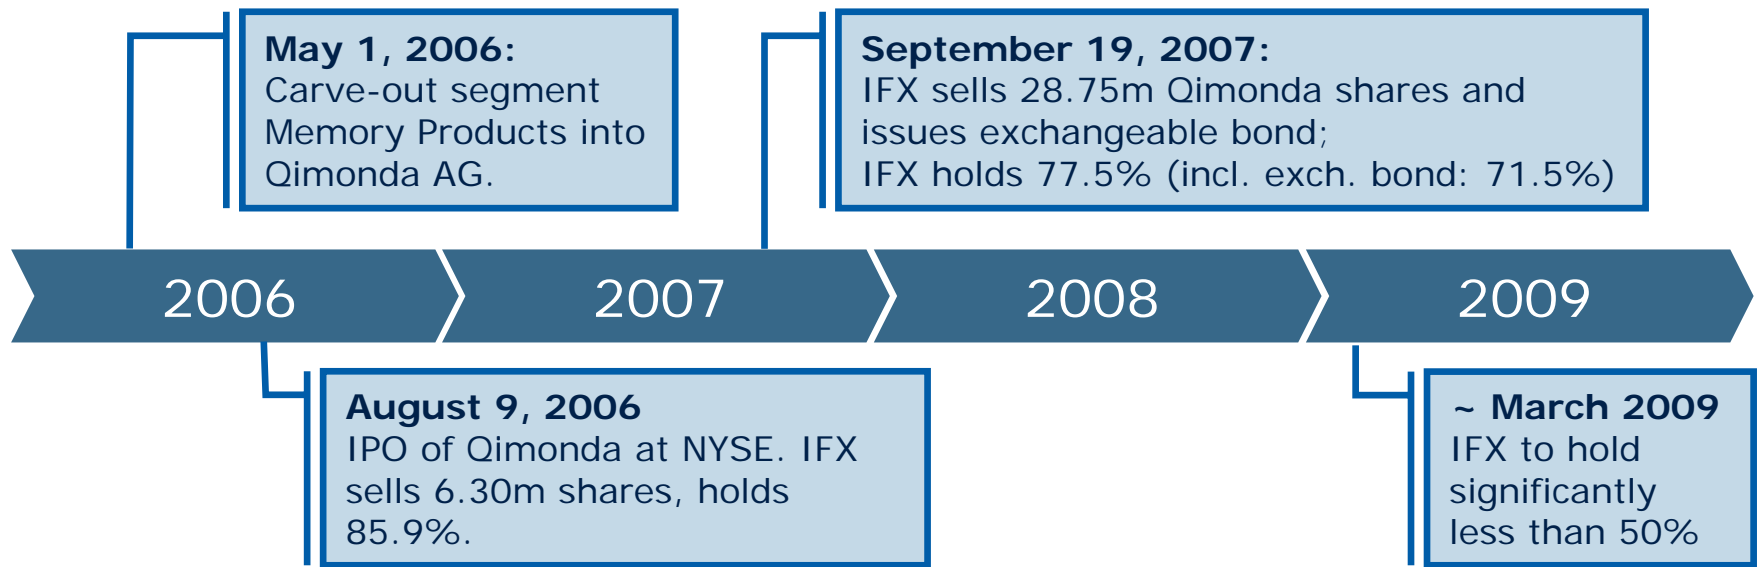 May 1, 2006:
Carve-out segment
Memory Products into
Qimonda AG.
September 19, 2007:
IFX sells 28.75m Qimonda shares and
issues exchangeable bond;
IFX holds 77.5% (incl. exch. bond: 71.5%)
2006
2007
2008
2009
August 9, 2006
IPO of Qimonda at NYSE. IFX
sells 6.30m shares, holds
85.9%.
~ March 2009
IFX to hold
significantly
less than 50%